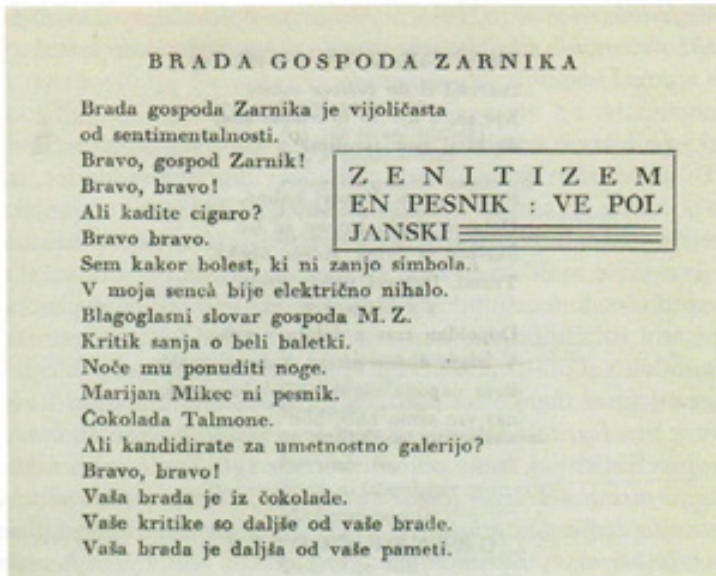 BRADA GOSPODA ZARNIKA
Brada gospoda Zarnika je vijoličasta
od sentimentalnosti.
Bravo, gospod Zarnik!
Bravo, bravo!
Ali kadite cigaro?
Bravo bravo.
Sem kakor bolest, ki ni zanjo simbola.
V moja senca bije električno nihalo.
Blagoglasni slovar gospoda M. Z.
Kritik sanja o beli baletki.
Noče mu ponuditi noge.
Marijan Mikec ni pesnik.
Čokolada Talmone.
Ali kandidirate za umetnostno galerijo?
Bravo, bravo!
Vaša brada je iz čokolade.
Vaše kritike so daljše od vaše brade.
Vaša brada je daljša od vaše pameti.
ZENITIZEM
EN PESNIK : VE POL
JANSKI